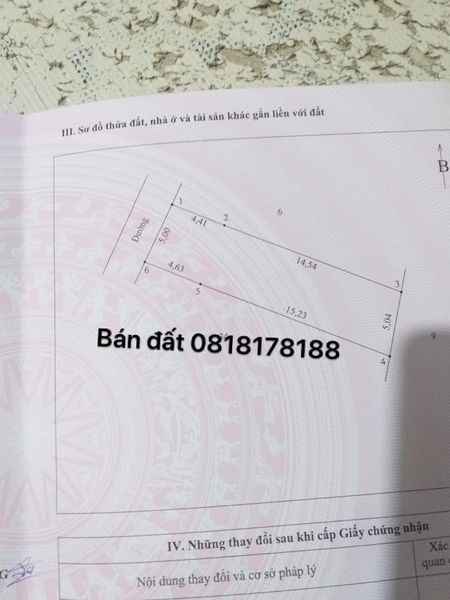 III. Sơ đồ thửa đất, nhà ở và tài sản khác gắn liền với đất
B
Đường
1
4,41
2
6
5,00
14,54
3
6
4,63
5
15,23
5,04
4
9
Bán đất 0818178188
IV. Những thay đổi sau khi cấp Giấy chứng nhận
Nội dung thay đổi và cơ sở pháp lý
Xác
quan
G